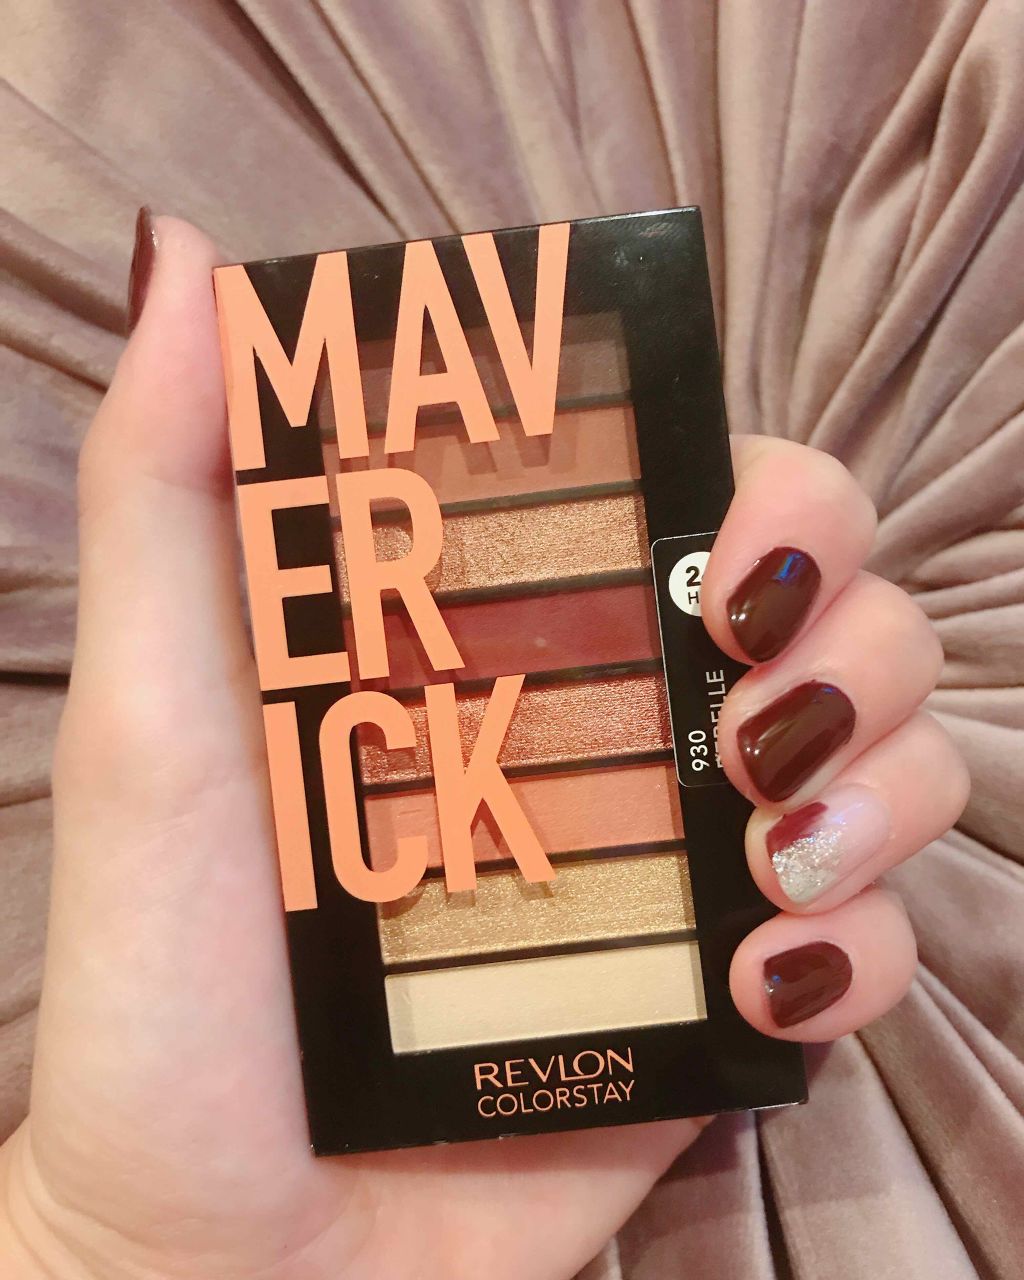 MAV
ER
ICK
930
REVLON
COLORSTAY